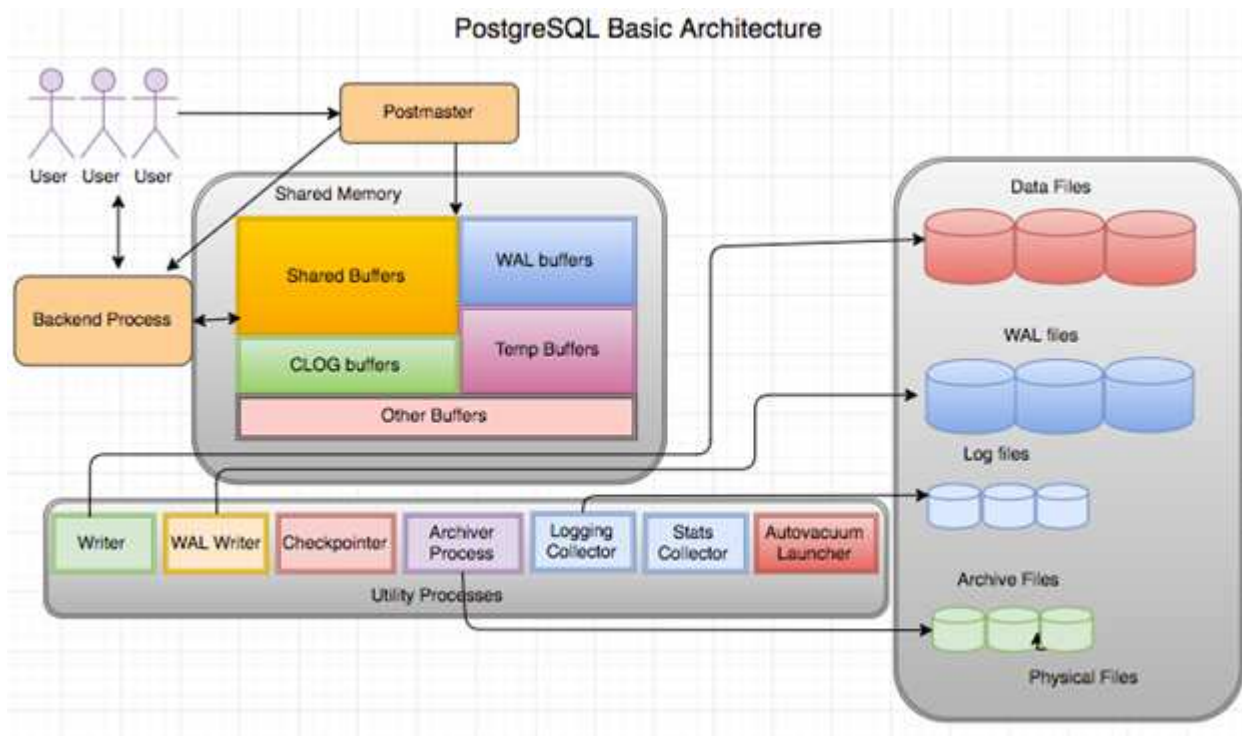 PostgreSQL Basic Architecture
Postmaster
User User User
Shared Memory
Data Files
Shared Buffers
WAL buffers
Backend Process
WAL files
Temp Buffers
CLOG buffers
Other Buffers
Log files
Writer
WAL Writer
Checkpointer
Archiver
Process
Logging
Collector
Stats
Collector
Autovacuum
Launcher
Utility Processes
Archive Files
Physical Files